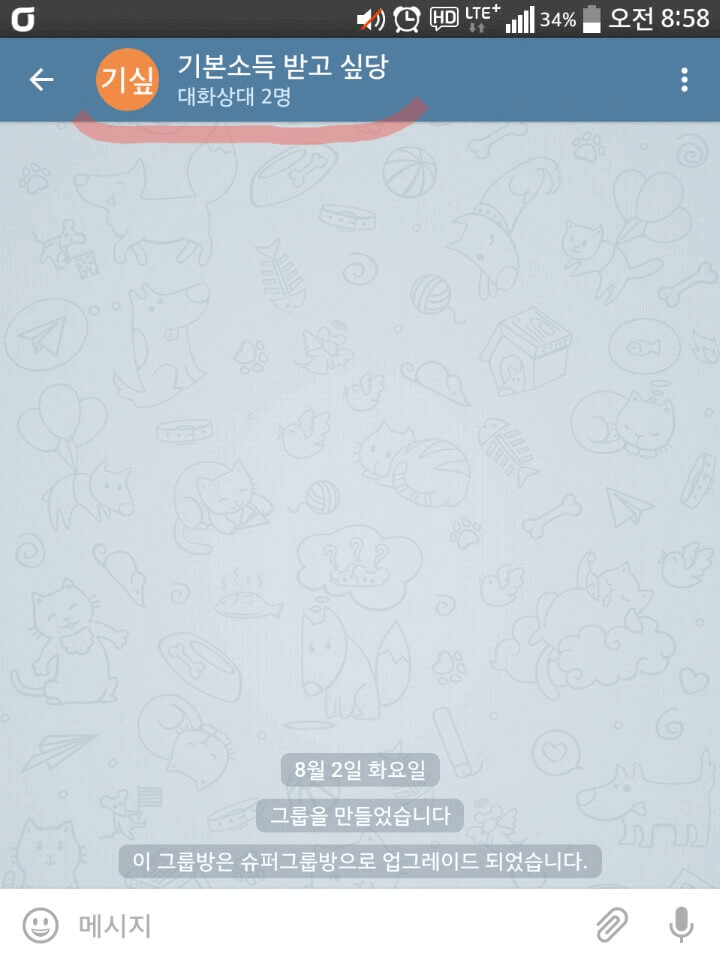 HD LTE+ 34% 오전 8:58
기싶
기본소득 받고 싶당
대화상대 2명
8월 2일 화요일
그룹을 만들었습니다
이 그룹방은 슈퍼그룹방으로 업그레이드 되었습니다.
메시지